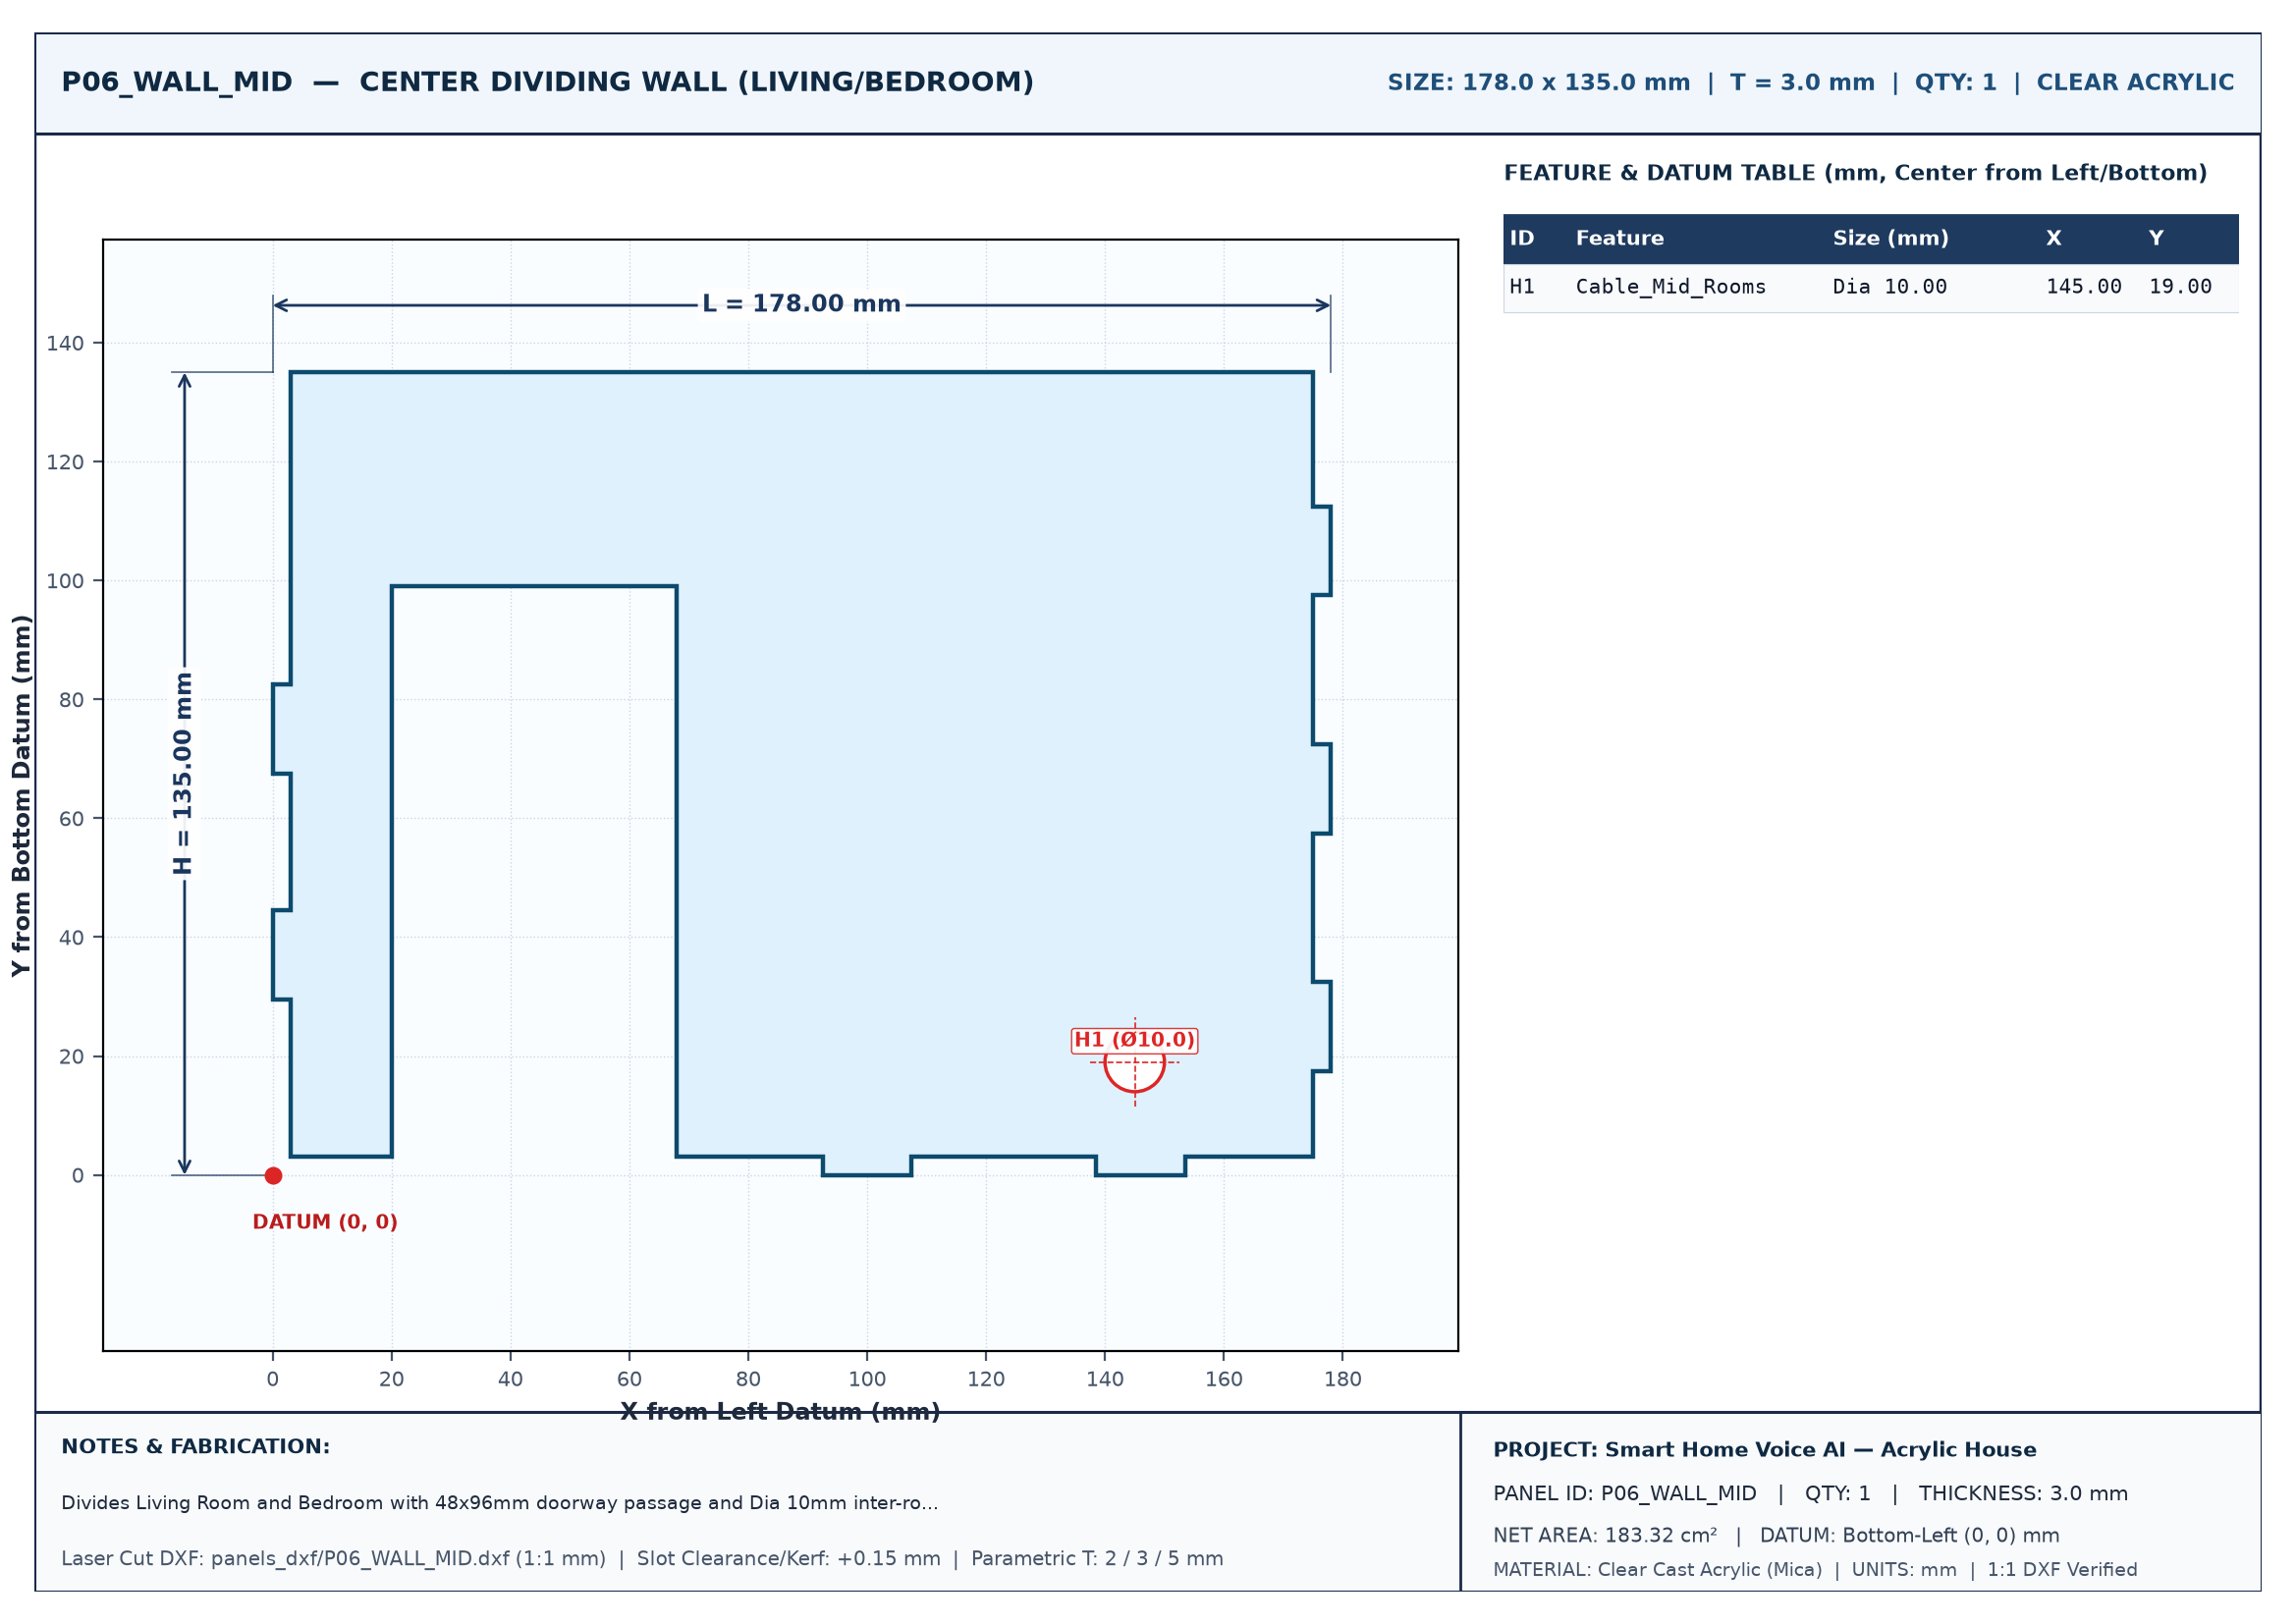 P06_WALL_MID — CENTER DIVIDING WALL (LIVING/BEDROOM)
SIZE: 178.0 x 135.0 mm | T = 3.0 mm | QTY: 1 | CLEAR ACRYLIC
FEATURE & DATUM TABLE (mm, Center from Left/Bottom)
ID Feature Size (mm) X Y
H1 Cable_Mid_Rooms Dia 10.00 145.00 19.00
L = 178.00 mm
H = 135.00 mm
Y from Bottom Datum (mm)
140
120
100
80
60
40
20
0
H1 (Ø10.0)
DATUM (0, 0)
0 20 40 60 80 100 120 140 160 180
X from Left Datum (mm)
NOTES & FABRICATION:
Divides Living Room and Bedroom with 48x96mm doorway passage and Dia 10mm inter-ro...
Laser Cut DXF: panels_dxf/P06_WALL_MID.dxf (1:1 mm) | Slot Clearance/Kerf: +0.15 mm | Parametric T: 2 / 3 / 5 mm
PROJECT: Smart Home Voice AI — Acrylic House
PANEL ID: P06_WALL_MID | QTY: 1 | THICKNESS: 3.0 mm
NET AREA: 183.32 cm² | DATUM: Bottom-Left (0, 0) mm
MATERIAL: Clear Cast Acrylic (Mica) | UNITS: mm | 1:1 DXF Verified